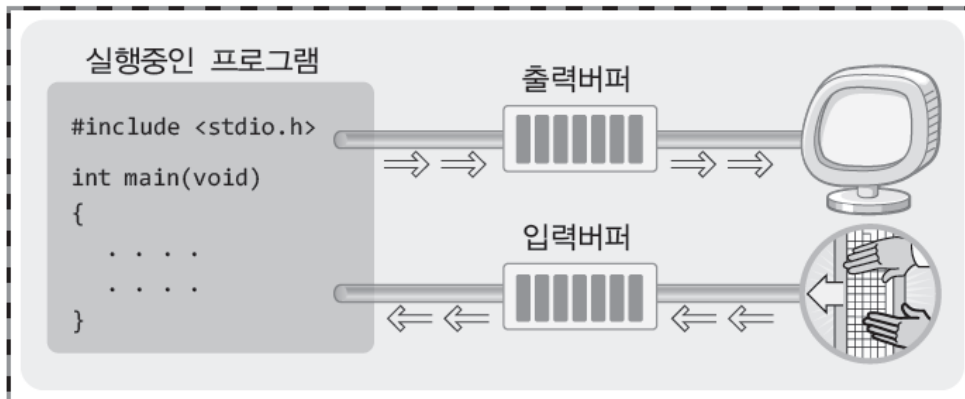 실행중인 프로그램
#include <stdio.h>
int main(void)
{
. . . .
. . . .
}
출력버퍼
입력버퍼